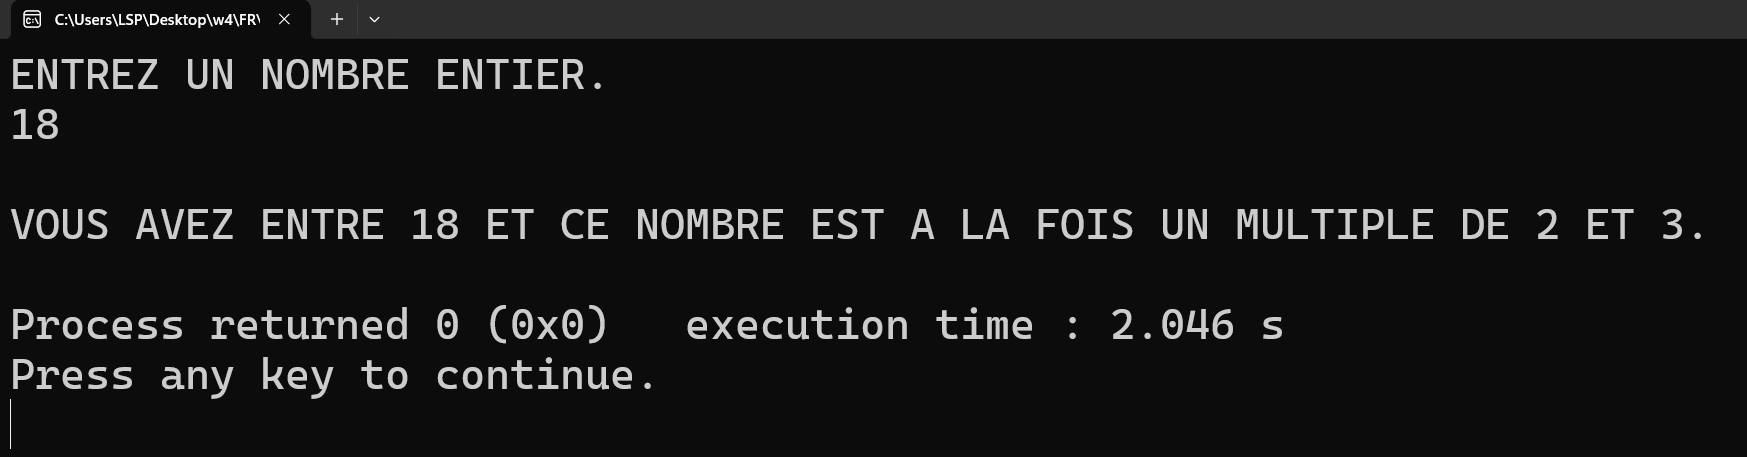 C:\Users\LSP\Desktop\w4\FR\
ENTREZ UN NOMBRE ENTIER.
18
VOUS AVEZ ENTRE 18 ET CE NOMBRE EST A LA FOIS UN MULTIPLE DE 2 ET 3.
Process returned 0 (0x0)   execution time : 2.046 s
Press any key to continue.